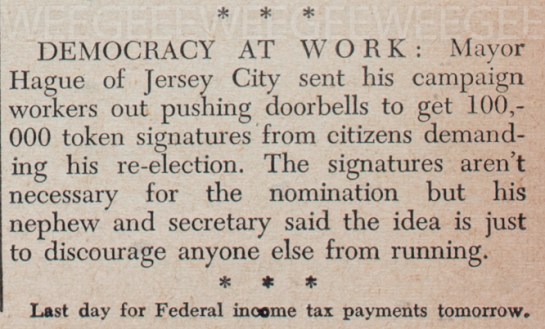 WEEGEEWEEGEEWEEGEEWEEGEE
* * *
DEMOCRACY AT WORK: Mayor
Hague of Jersey City sent his campaign
workers out pushing doorbells to get 100,-
000 token signatures from citizens demand-
ing his re-election. The signatures aren't
necessary for the nomination but his
nephew and secretary said the idea is just
to discourage anyone else from running.
* * *
Last day for Federal income tax payments tomorrow.